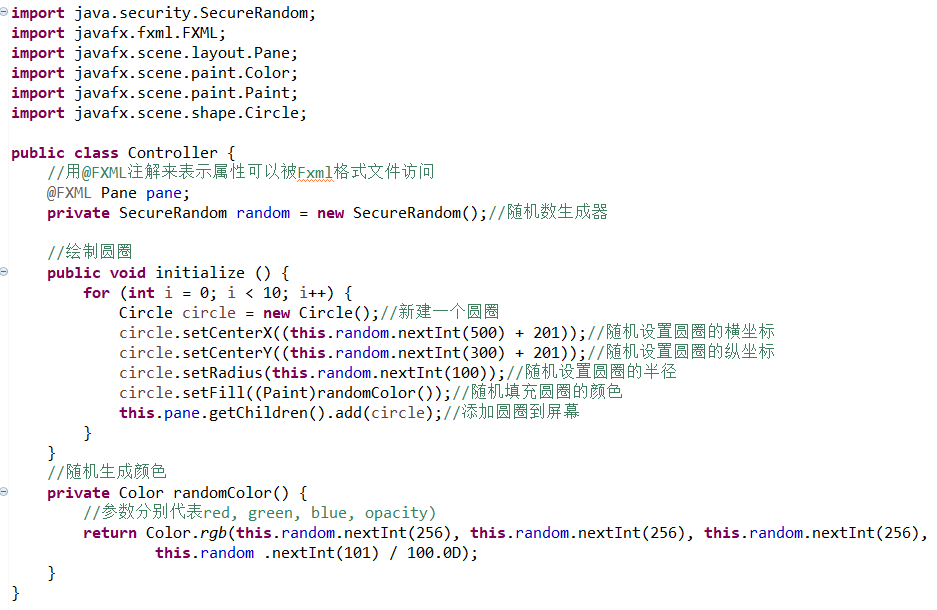 import java.security.SecureRandom;
import javafx.fxml.FXML;
import javafx.scene.layout.Pane;
import javafx.scene.paint.Color;
import javafx.scene.paint.Paint;
import javafx.scene.shape.Circle;

public class Controller {
    //用@FXML注解来表示属性可以被Fxml格式文件访问
    @FXML Pane pane;
    private SecureRandom random = new SecureRandom();//随机数生成器

    //绘制圆圈
    public void initialize () {
        for (int i = 0; i < 10; i++) {
            Circle circle = new Circle();//新建一个圆圈
            circle.setCenterX((this.random.nextInt(500) + 201));//随机设置圆圈的横坐标
            circle.setCenterY((this.random.nextInt(300) + 201));//随机设置圆圈的纵坐标
            circle.setRadius(this.random.nextInt(100));//随机设置圆圈的半径
            circle.setFill((Paint)randomColor());//随机填充圆圈的颜色
            this.pane.getChildren().add(circle);//添加圆圈到屏幕
        }
    }
    //随机生成颜色
    private Color randomColor() {
        //参数分别代表red, green, blue, opacity)
        return Color.rgb(this.random.nextInt(256), this.random.nextInt(256), this.random.nextInt(256),
                this.random .nextInt(101) / 100.0D);
    }
}